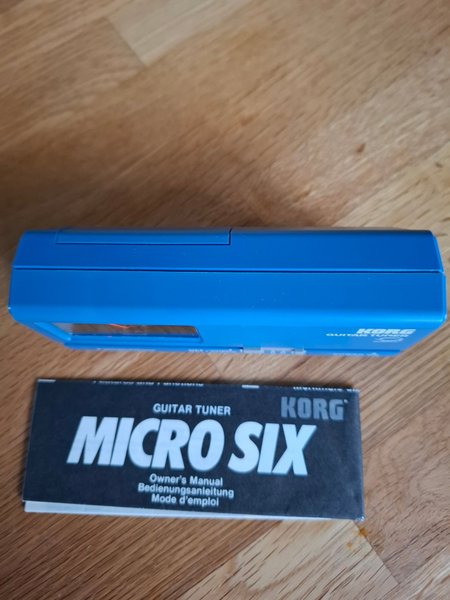 KORG
GUITAR TUNER
GUITAR TUNER
KORG
MICRO SIX
Owner's Manual
Bedienungsanleitung
Mode d'emploi